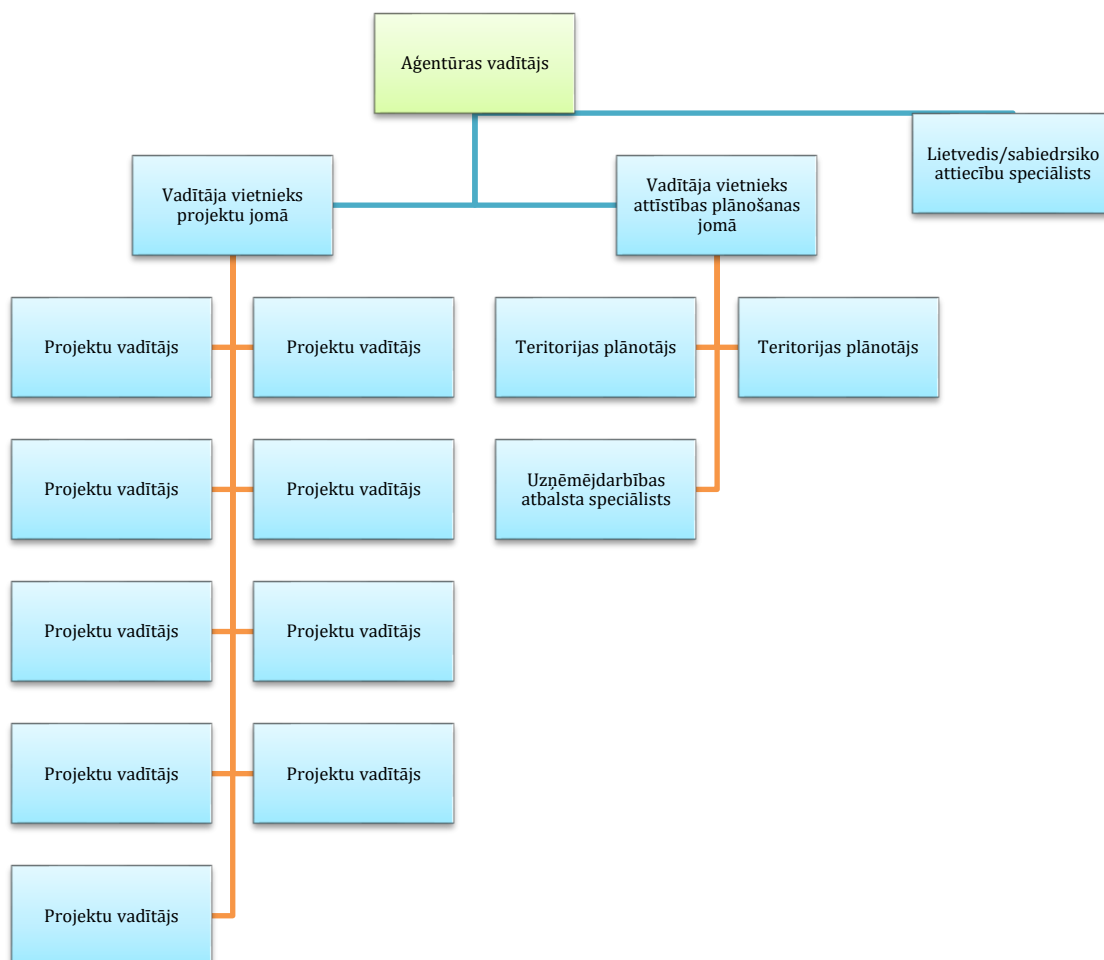 Aģentūras vadītājs
Lietvedis/sabiedrsiko
attiecību speciālists
Vadītāja vietnieks
projektu jomā
Vadītāja vietnieks
attīstības plānošanas
jomā
Projektu vadītājs
Projektu vadītājs
Teritorijas plānotājs
Teritorijas plānotājs
Projektu vadītājs
Projektu vadītājs
Uzņēmējdarbības
atbalsta speciālists
Projektu vadītājs
Projektu vadītājs
Projektu vadītājs
Projektu vadītājs
Projektu vadītājs